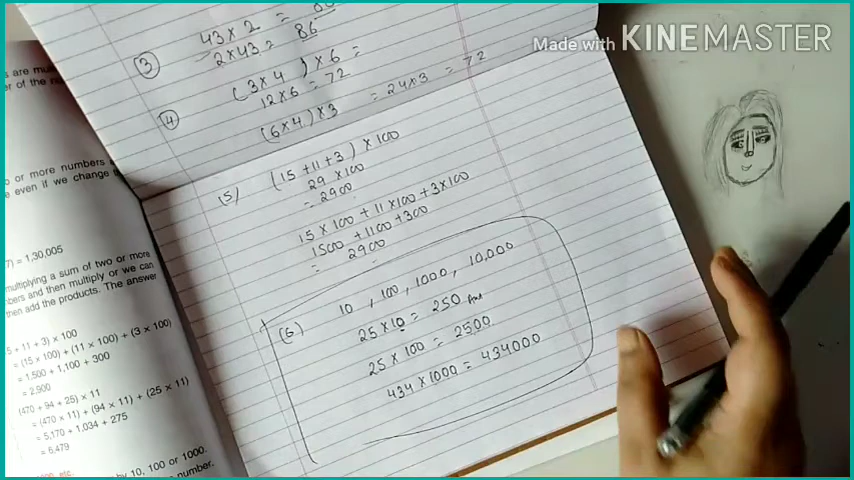 Made with KINEMASTER
(3) 43 × 2 =
2 × 43 = 86
(4) (3 × 4 ) × 6 =
12 × 6 = 72
(6 × 4) × 3 = 24 × 3 = 72
(5) (15 + 11 + 3) × 100
29 × 100
= 2900
15 × 100 + 11 × 100 + 3 × 100
1500 + 1100 + 300
= 2900
(6) 10 , 100 , 1000 , 10,000
25 × 10 = 250 Ans
25 × 100 = 2500
434 × 1000 = 434000
or more numbers
even if we change
7) = 1,30,005
multiplying a sum of two or more
and then multiply or we can
then add the products. The answer
5 + 11 + 3) × 100
= (15 × 100) + (11 × 100) + (3 × 100)
= 1,500 + 1,100 + 300
= 2,900
(470 + 94 + 25) × 11
= (470 × 11) + (94 × 11) + (25 × 11)
= 5,170 + 1,034 + 275
= 6,479
by 10, 100 or 1000.
number.